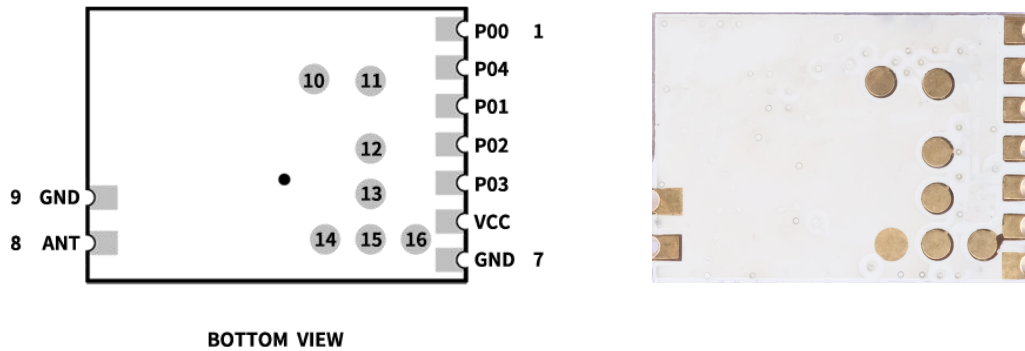 P00 1
10 11 P04
P01
12 P02
9 GND 13 P03
VCC
8 ANT 14 15 16
GND 7
BOTTOM VIEW